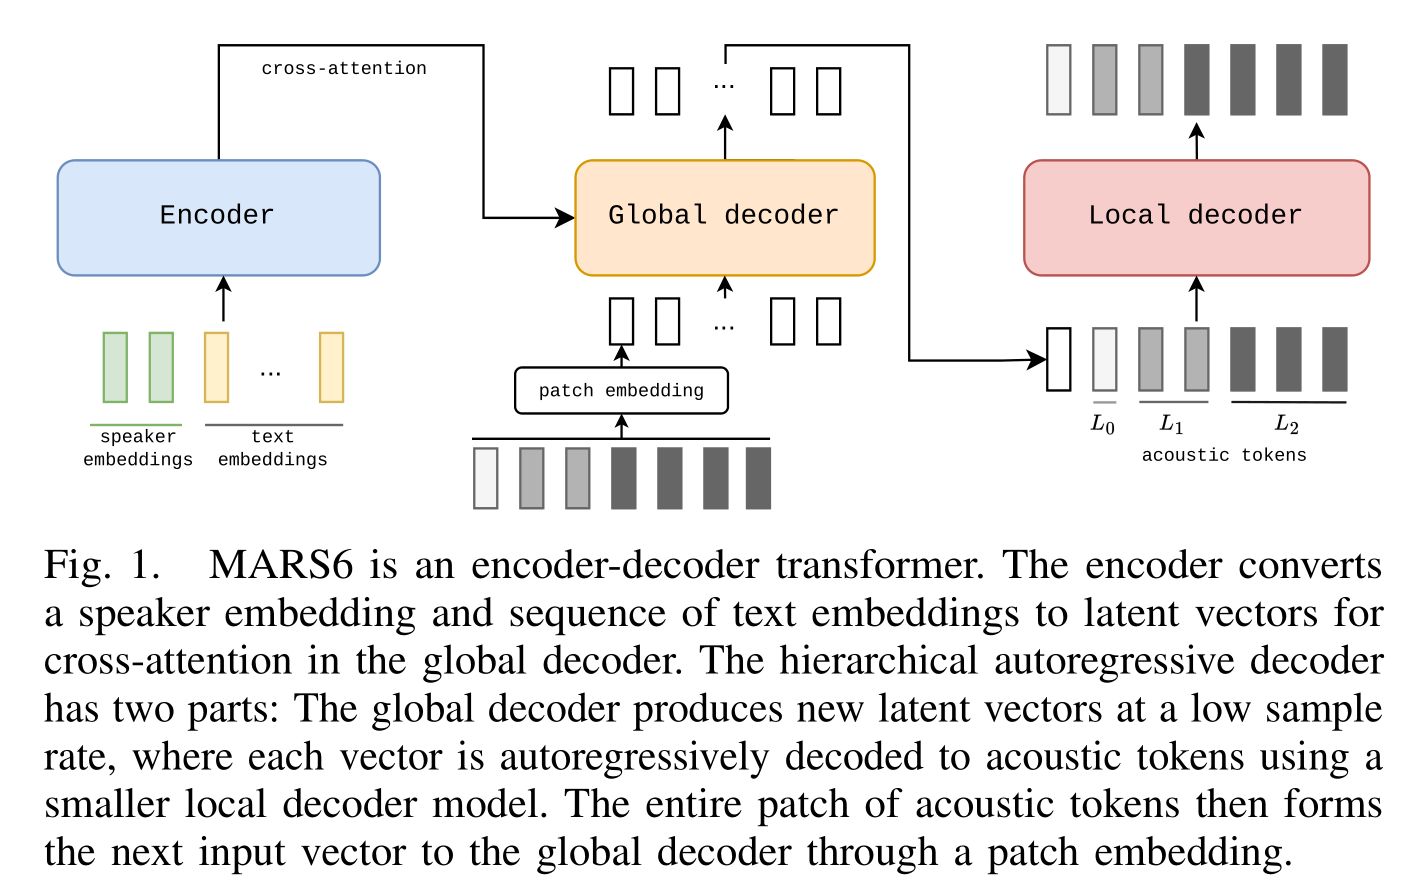 cross-attention
...
Encoder
Global decoder
Local decoder
...
...
patch embedding
speaker
embeddings
text
embeddings
L0
L1
L2
acoustic tokens
Fig. 1. MARS6 is an encoder-decoder transformer. The encoder converts
a speaker embedding and sequence of text embeddings to latent vectors for
cross-attention in the global decoder. The hierarchical autoregressive decoder
has two parts: The global decoder produces new latent vectors at a low sample
rate, where each vector is autoregressively decoded to acoustic tokens using a
smaller local decoder model. The entire patch of acoustic tokens then forms
the next input vector to the global decoder through a patch embedding.